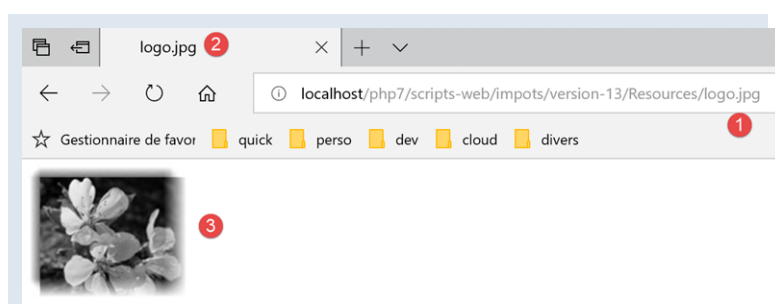 logo.jpg 2
localhost/php7/scripts-web/impots/version-13/Resources/logo.jpg
1
Gestionnaire de favor quick perso dev cloud divers
3